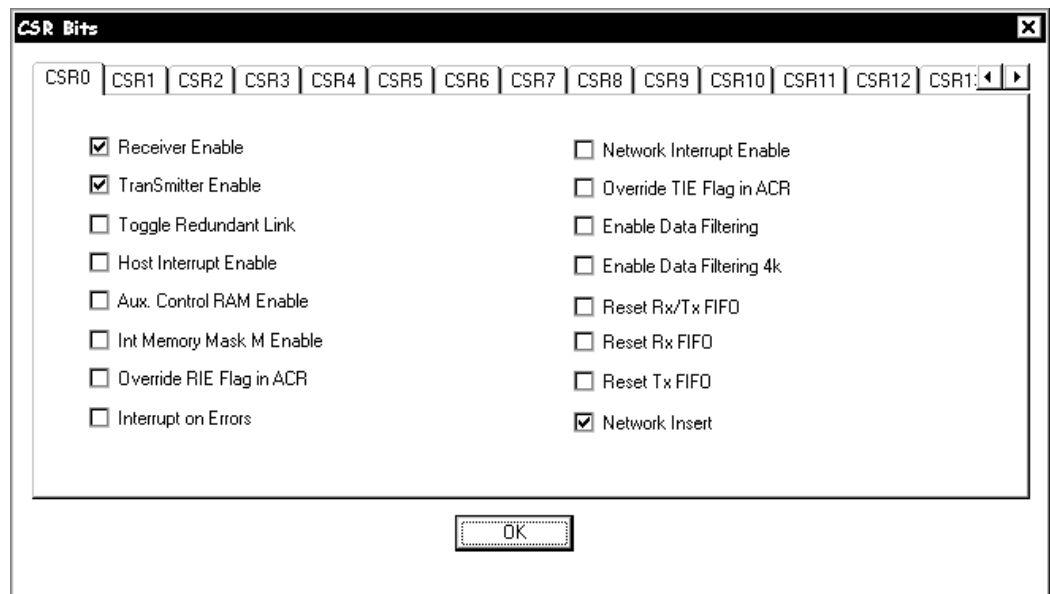 CSR Bits
CSR0 CSR1 CSR2 CSR3 CSR4 CSR5 CSR6 CSR7 CSR8 CSR9 CSR10 CSR11 CSR12
Receiver Enable
TranSmitter Enable
Toggle Redundant Link
Host Interrupt Enable
Aux. Control RAM Enable
Int Memory Mask M Enable
Override RIE Flag in ACR
Interrupt on Errors
Network Interrupt Enable
Override TIE Flag in ACR
Enable Data Filtering
Enable Data Filtering 4k
Reset Rx/Tx FIFO
Reset Rx FIFO
Reset Tx FIFO
Network Insert
OK